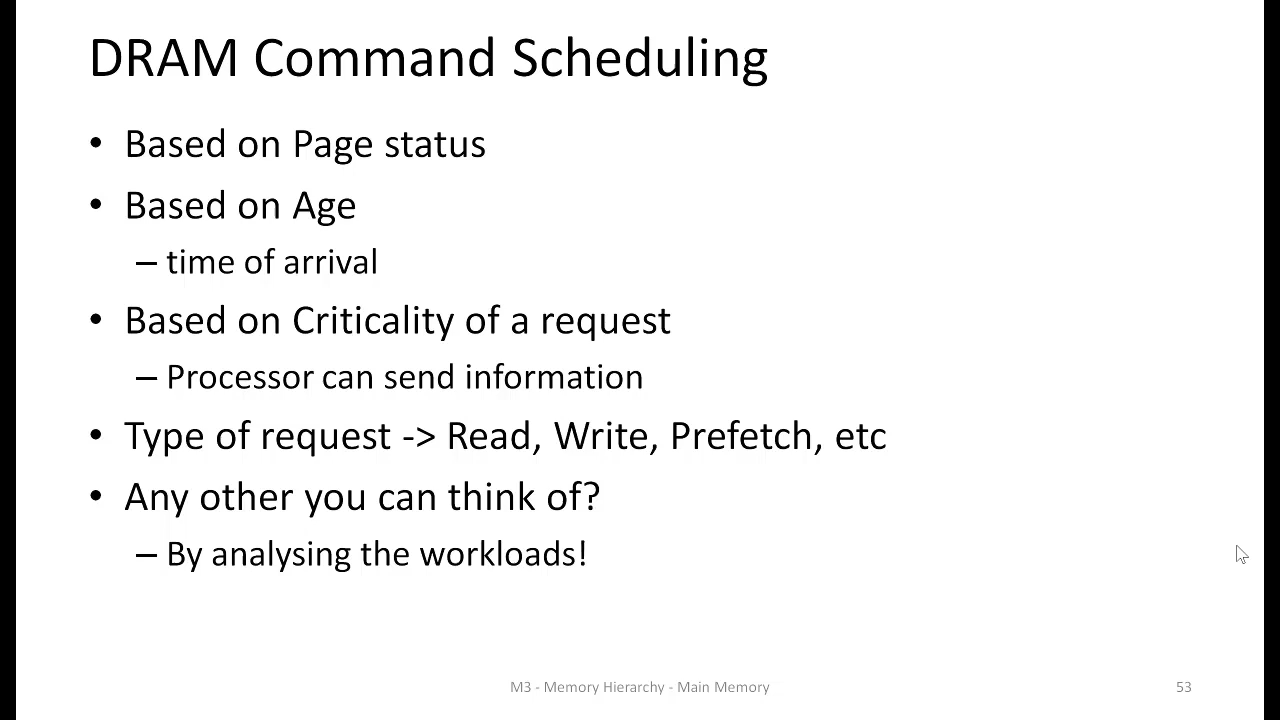 DRAM Command Scheduling
• Based on Page status
• Based on Age
– time of arrival
• Based on Criticality of a request
– Processor can send information
• Type of request -> Read, Write, Prefetch, etc
• Any other you can think of?
– By analysing the workloads!
M3 - Memory Hierarchy - Main Memory
53